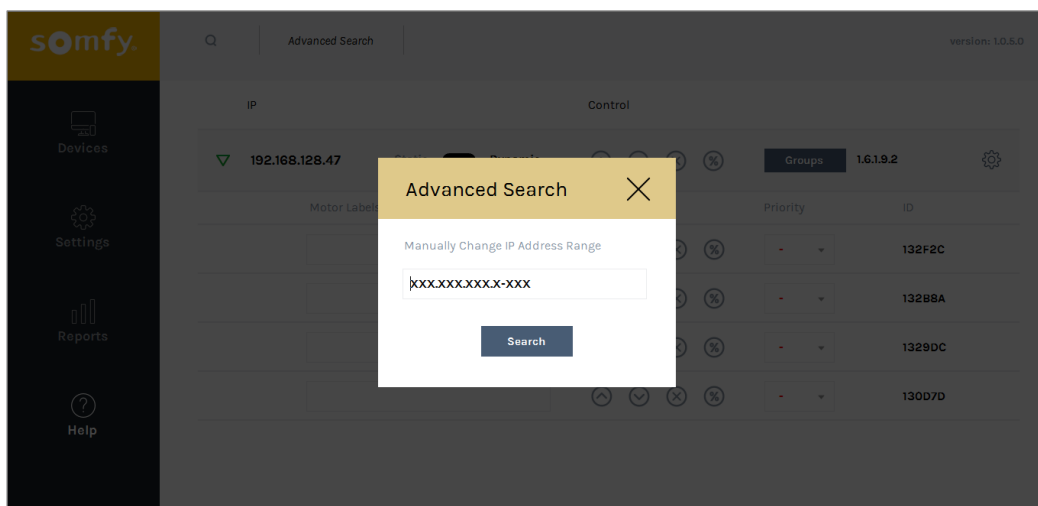 somfy.
Advanced Search
version: 1.0.5.0
IP
Control
Devices
192.168.128.47
Groups
1.6.1.9.2
Advanced Search
Motor Labels
Priority
ID
Settings
Manually Change IP Address Range
- 132F2C
xxx.xxx.xxx.x-xxx
- 132B8A
Reports
Search
- 1329DC
- 130D7D
Help